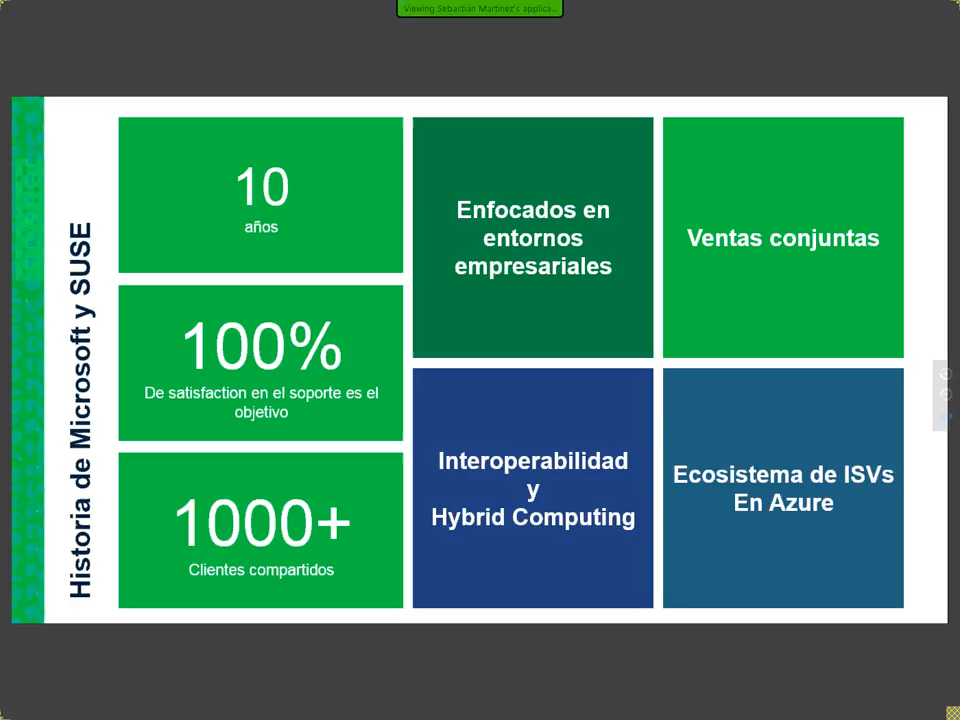 Viewing Sebastian Martinez's applica...
Historia de Microsoft y SUSE
10
años
100%
De satisfaction en el soporte es el
objetivo
1000+
Clientes compartidos
Enfocados en
entornos
empresariales
Ventas conjuntas
Interoperabilidad
y
Hybrid Computing
Ecosistema de ISVs
En Azure